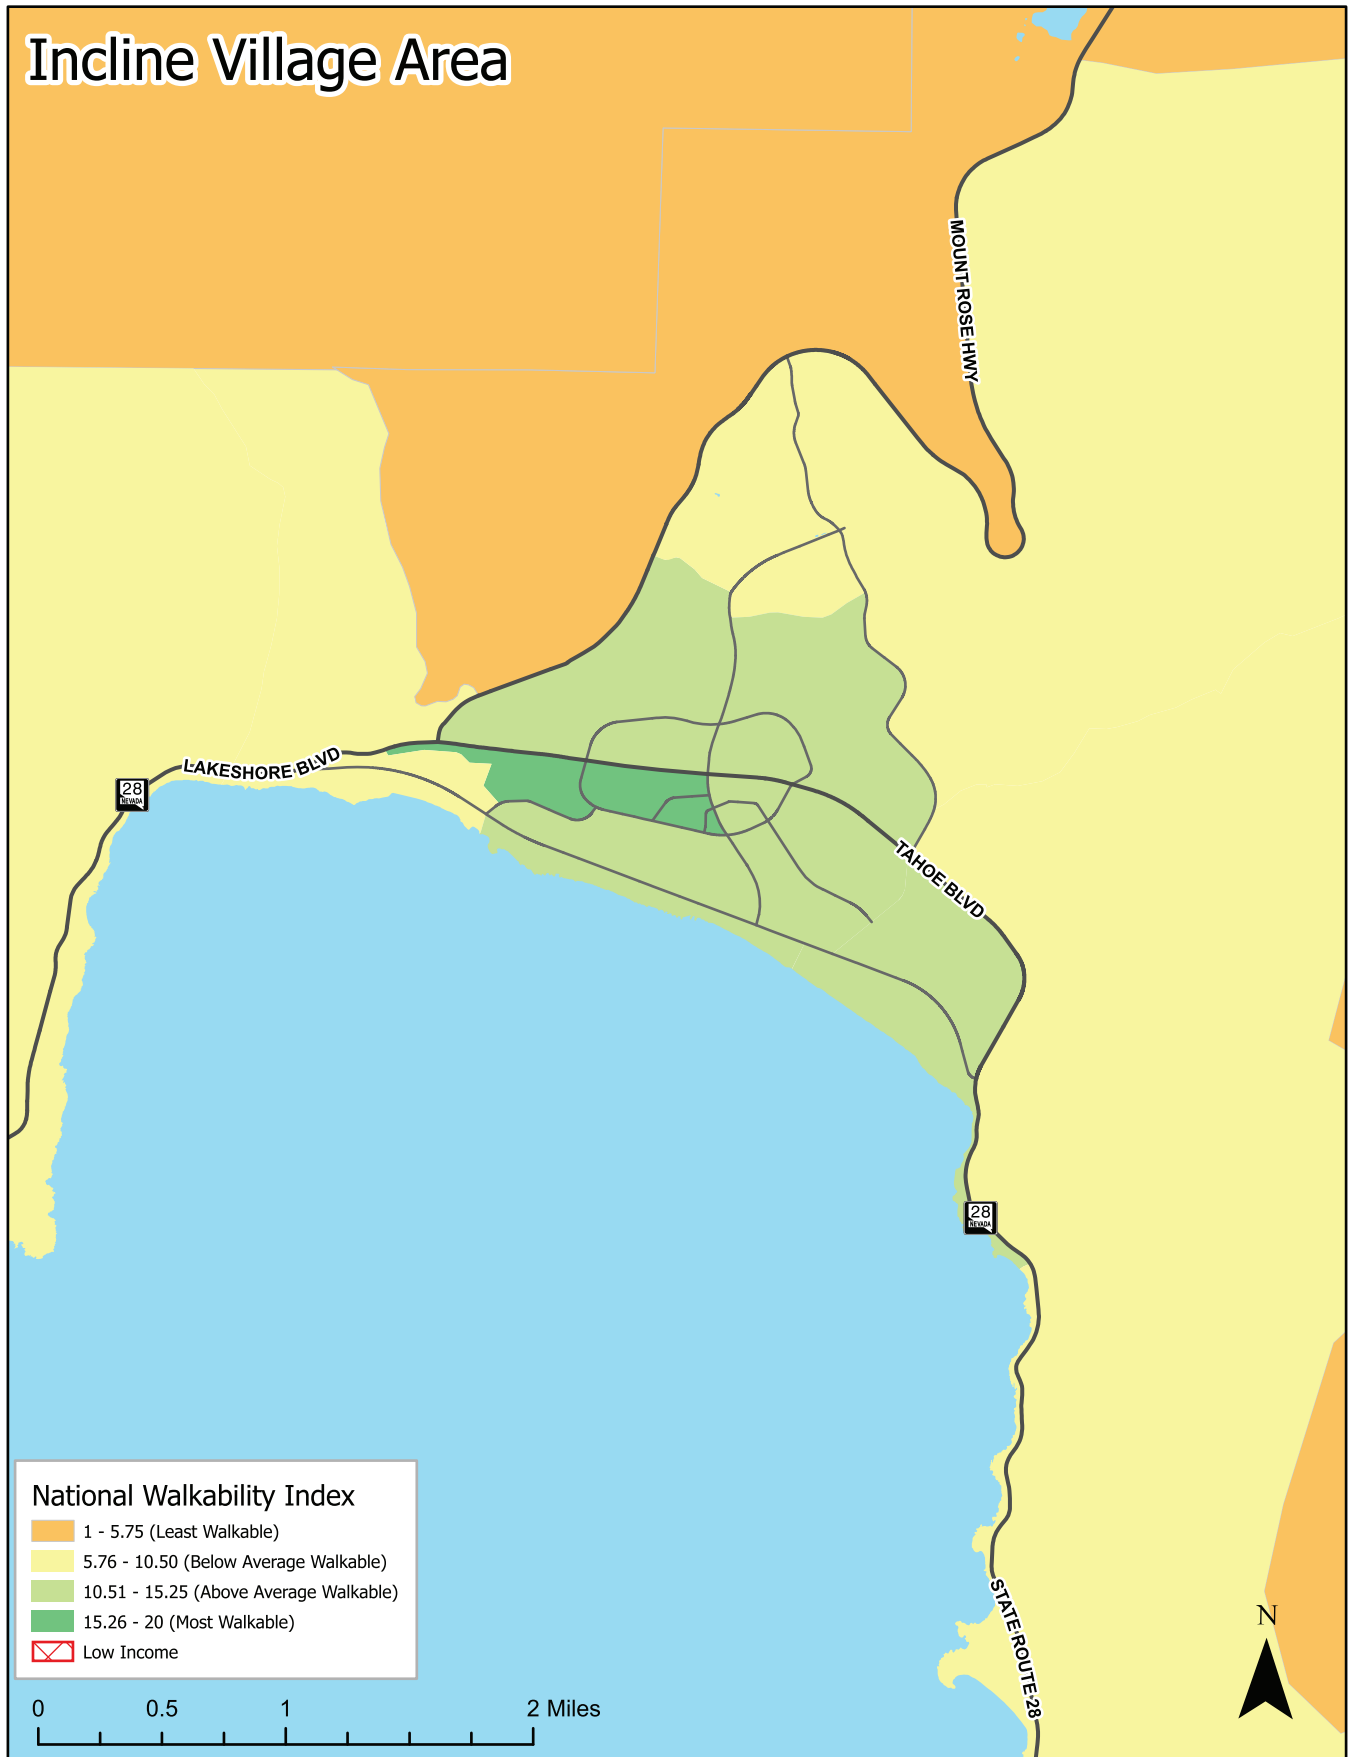 Incline Village Area
MOUNT ROSE HWY
LAKESHORE BLVD
28
NEVADA
TAHOE BLVD
28
NEVADA
STATE ROUTE 28
National Walkability Index
1 - 5.75 (Least Walkable)
5.76 - 10.50 (Below Average Walkable)
10.51 - 15.25 (Above Average Walkable)
15.26 - 20 (Most Walkable)
Low Income
N
0 0.5 1 2 Miles